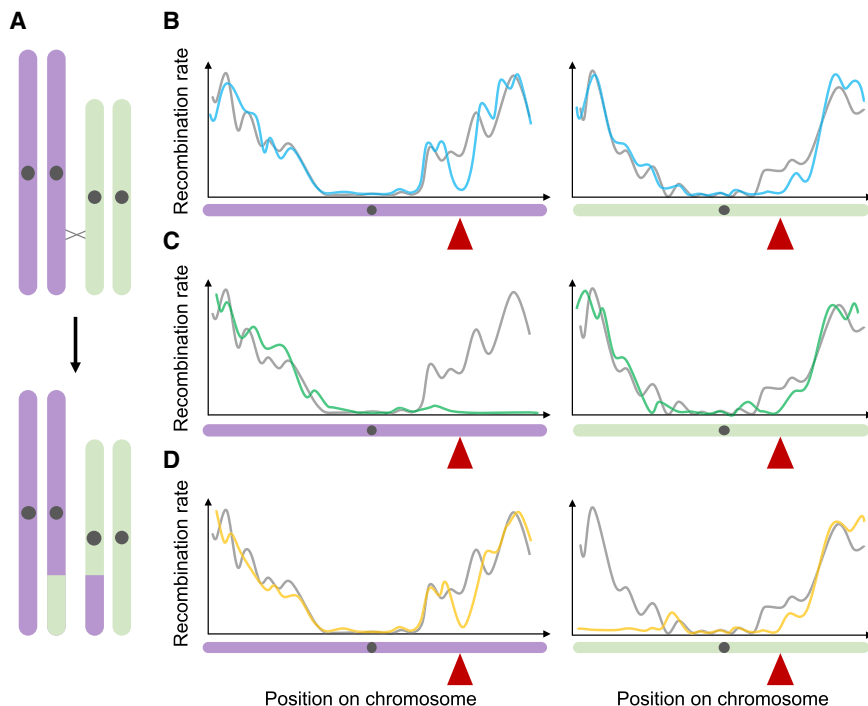 A
B
Recombination rate
C
Recombination rate
D
Recombination rate
Position on chromosome
Position on chromosome